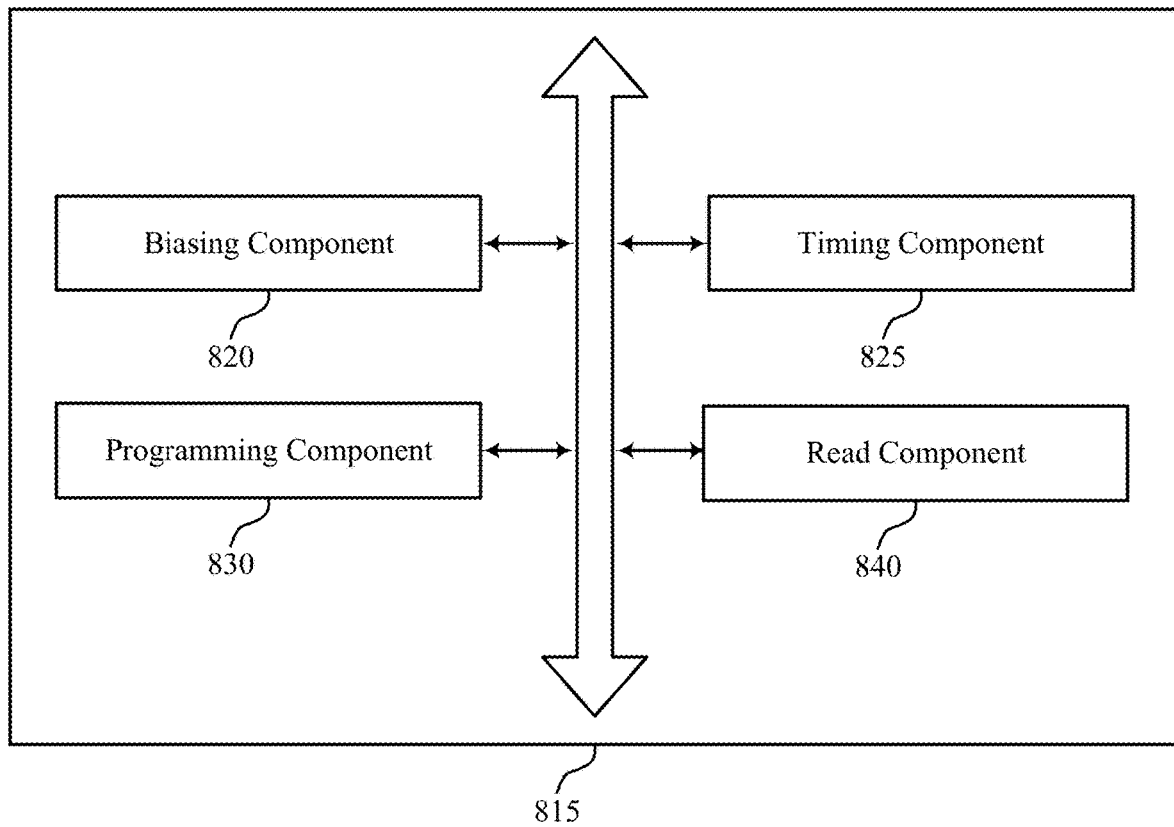 Biasing Component
Timing Component
820
825
Programming Component
Read Component
830
840
815